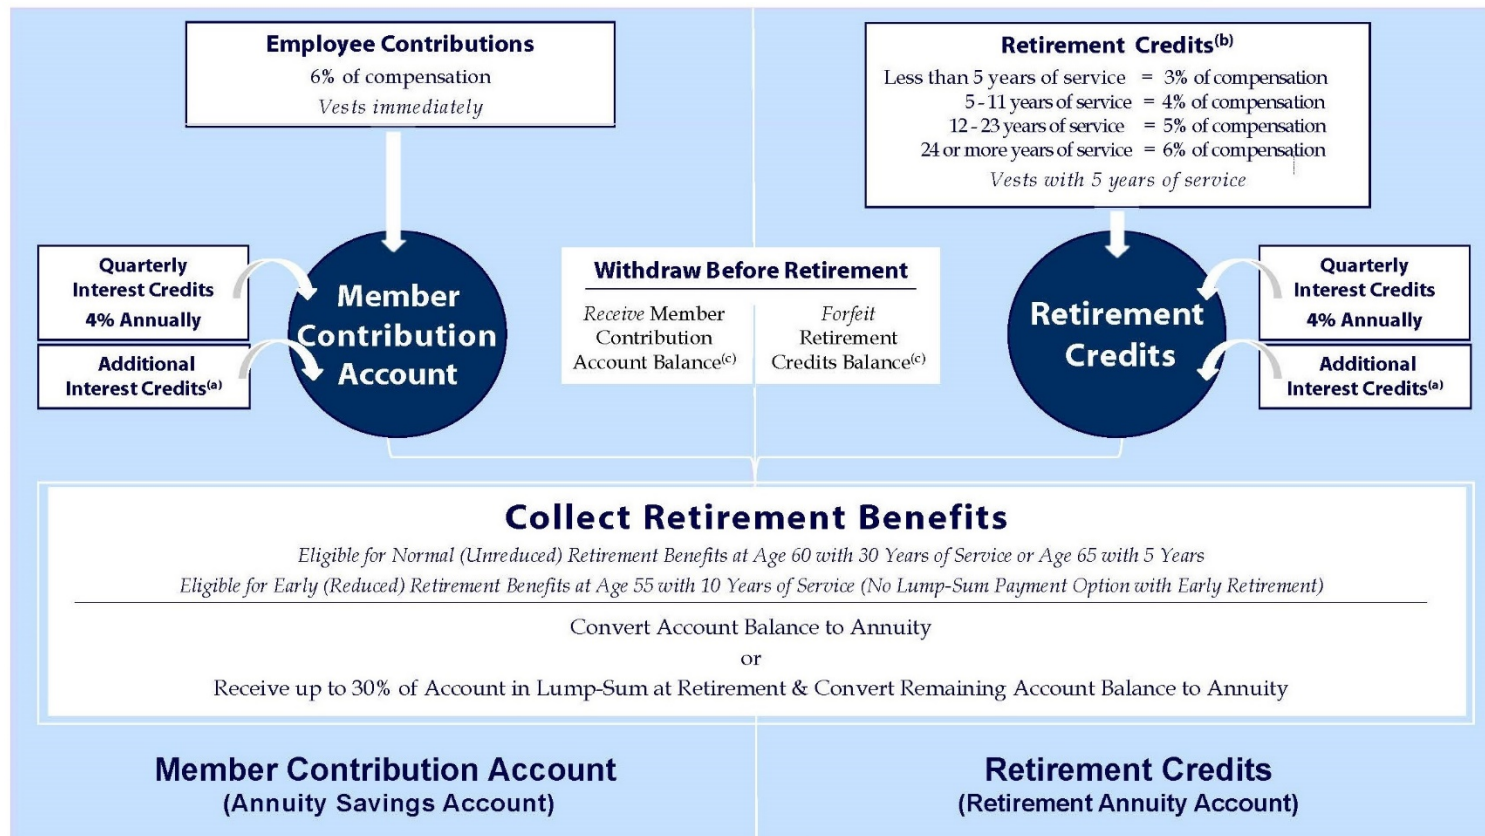 Employee Contributions
6% of compensation
Vests immediately
Retirement Credits(b)
Less than 5 years of service = 3% of compensation
5 - 11 years of service = 4% of compensation
12 - 23 years of service = 5% of compensation
24 or more years of service = 6% of compensation
Vests with 5 years of service
Quarterly
Interest Credits
4% Annually
Additional
Interest Credits(a)
Member
Contribution
Account
Withdraw Before Retirement
Receive Member
Contribution
Account Balance(c)
Forfeit
Retirement
Credits Balance(c)
Retirement
Credits
Quarterly
Interest Credits
4% Annually
Additional
Interest Credits(a)
Collect Retirement Benefits
Eligible for Normal (Unreduced) Retirement Benefits at Age 60 with 30 Years of Service or Age 65 with 5 Years
Eligible for Early (Reduced) Retirement Benefits at Age 55 with 10 Years of Service (No Lump-Sum Payment Option with Early Retirement)
Convert Account Balance to Annuity
or
Receive up to 30% of Account in Lump-Sum at Retirement & Convert Remaining Account Balance to Annuity
Member Contribution Account
(Annuity Savings Account)
Retirement Credits
(Retirement Annuity Account)